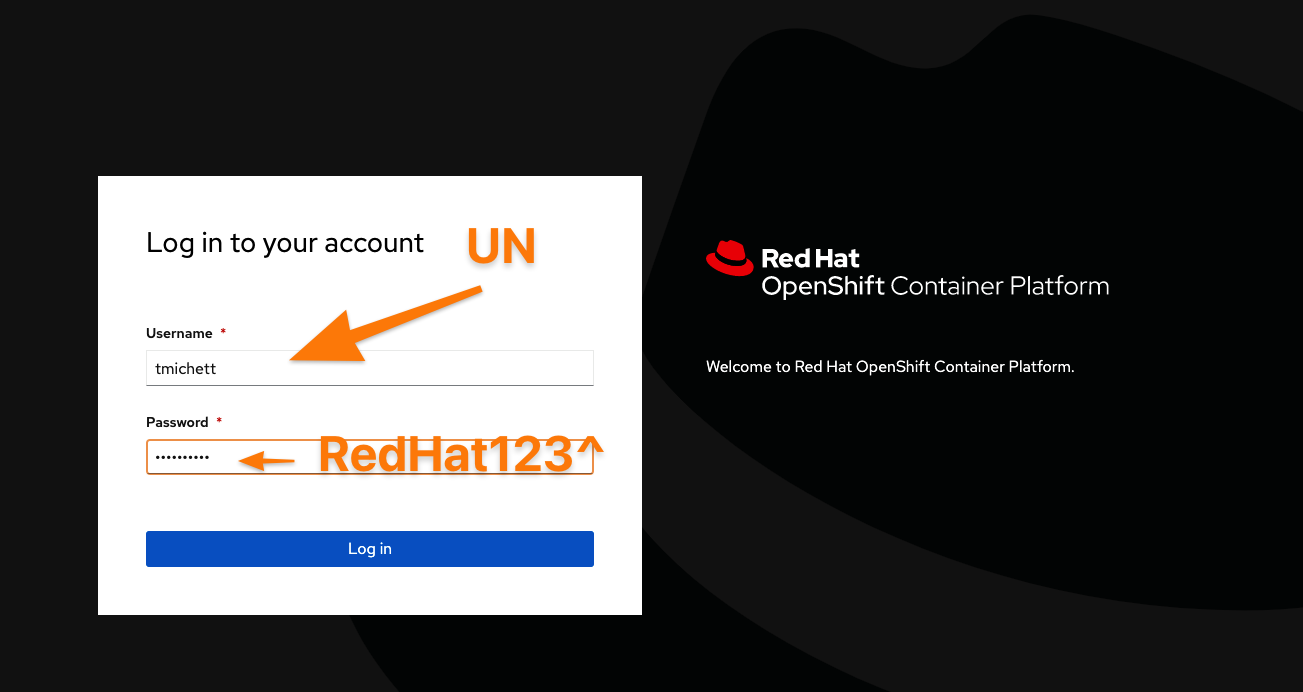 Log in to your account
UN
Username *
tmichett
Password *
••••••••••
RedHat123^
Log in
Red Hat
OpenShift Container Platform
Welcome to Red Hat OpenShift Container Platform.